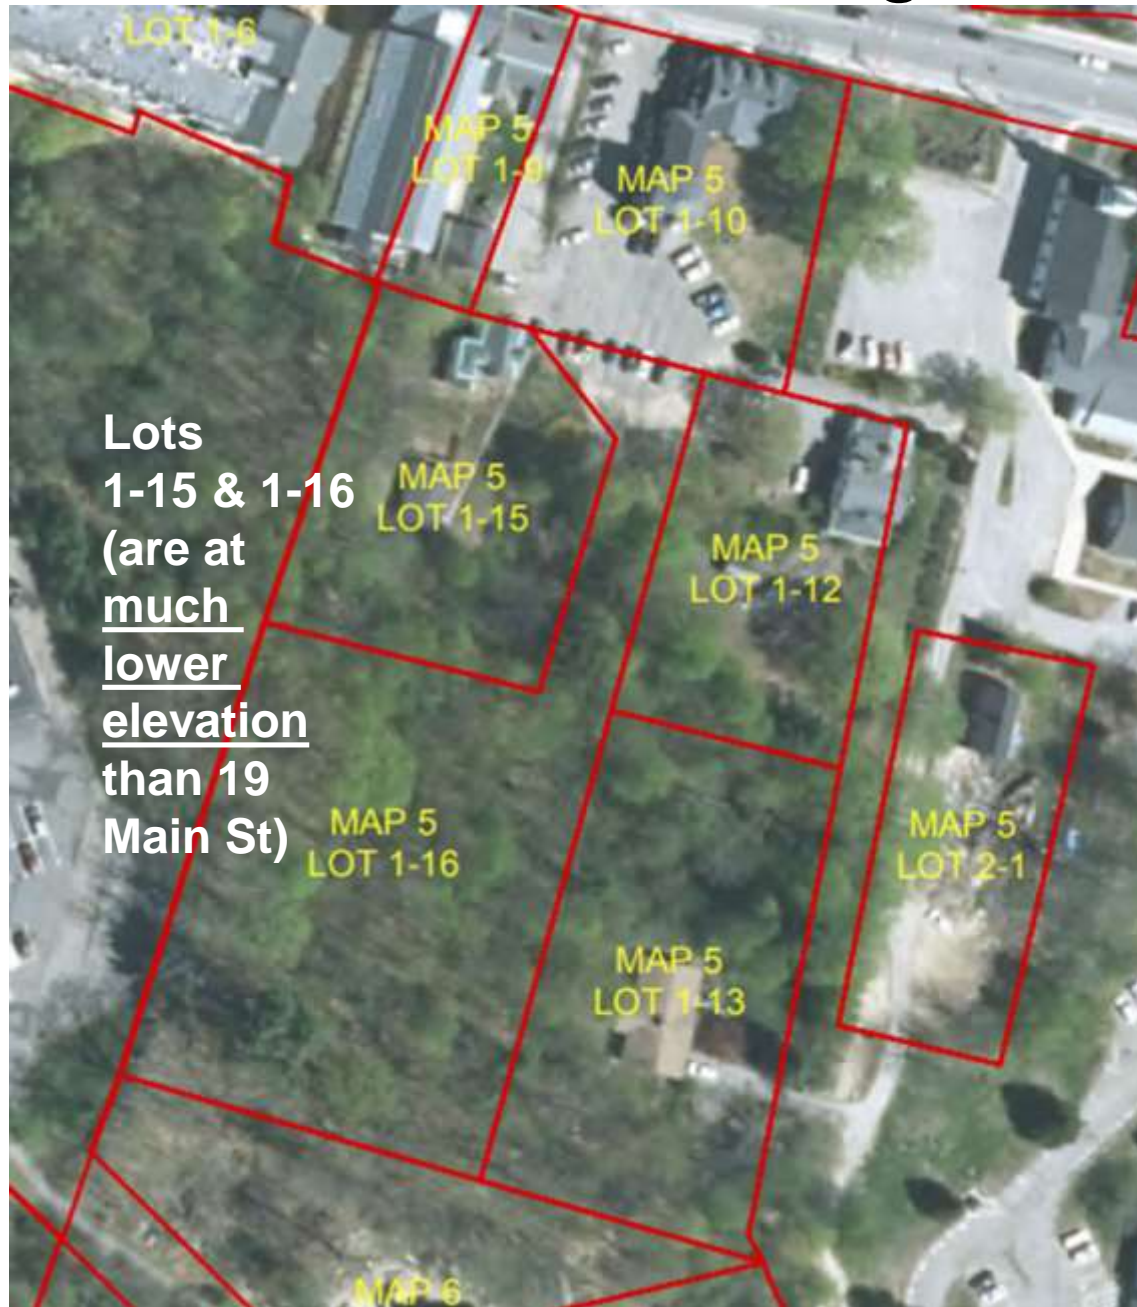 g
LOT 1-6
MAP 5
LOT 1-9
MAP 5
LOT 1-10
Lots
1-15 & 1-16
(are at
much
lower
elevation
than 19
Main St)
MAP 5
LOT 1-15
MAP 5
LOT 1-12
MAP 5
LOT 1-16
MAP 5
LOT 2-1
MAP 5
LOT 1-13
MAP 6